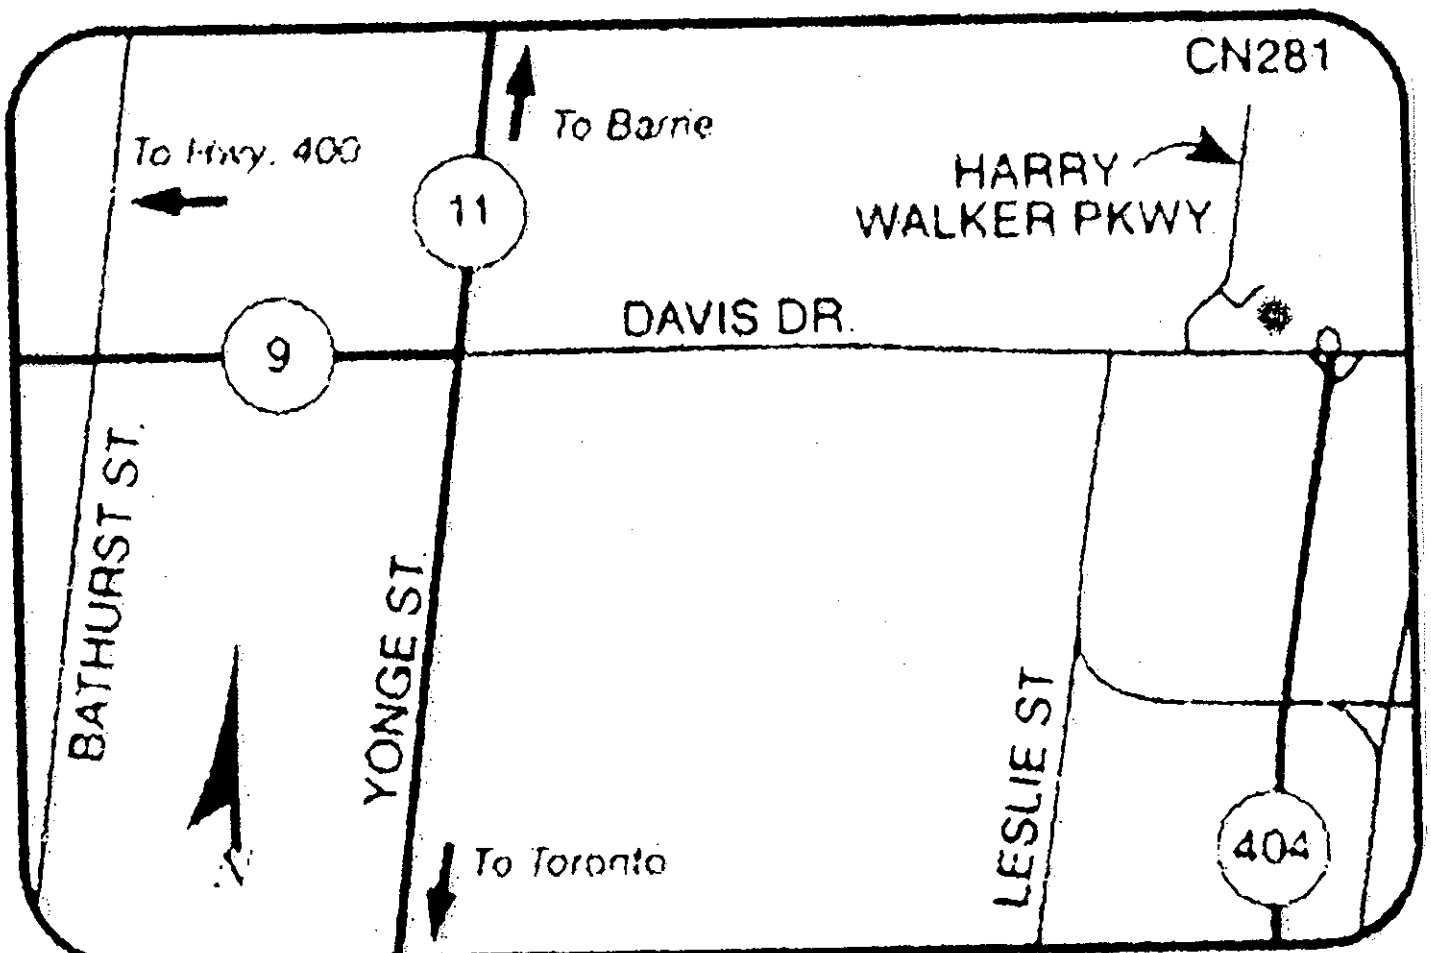 CN281
To Barrie
To Hwy. 400
HARRY
WALKER PKWY
11
DAVIS DR.
9
BATHURST ST.
YONGE ST.
LESLIE ST
404
To Toronto
N